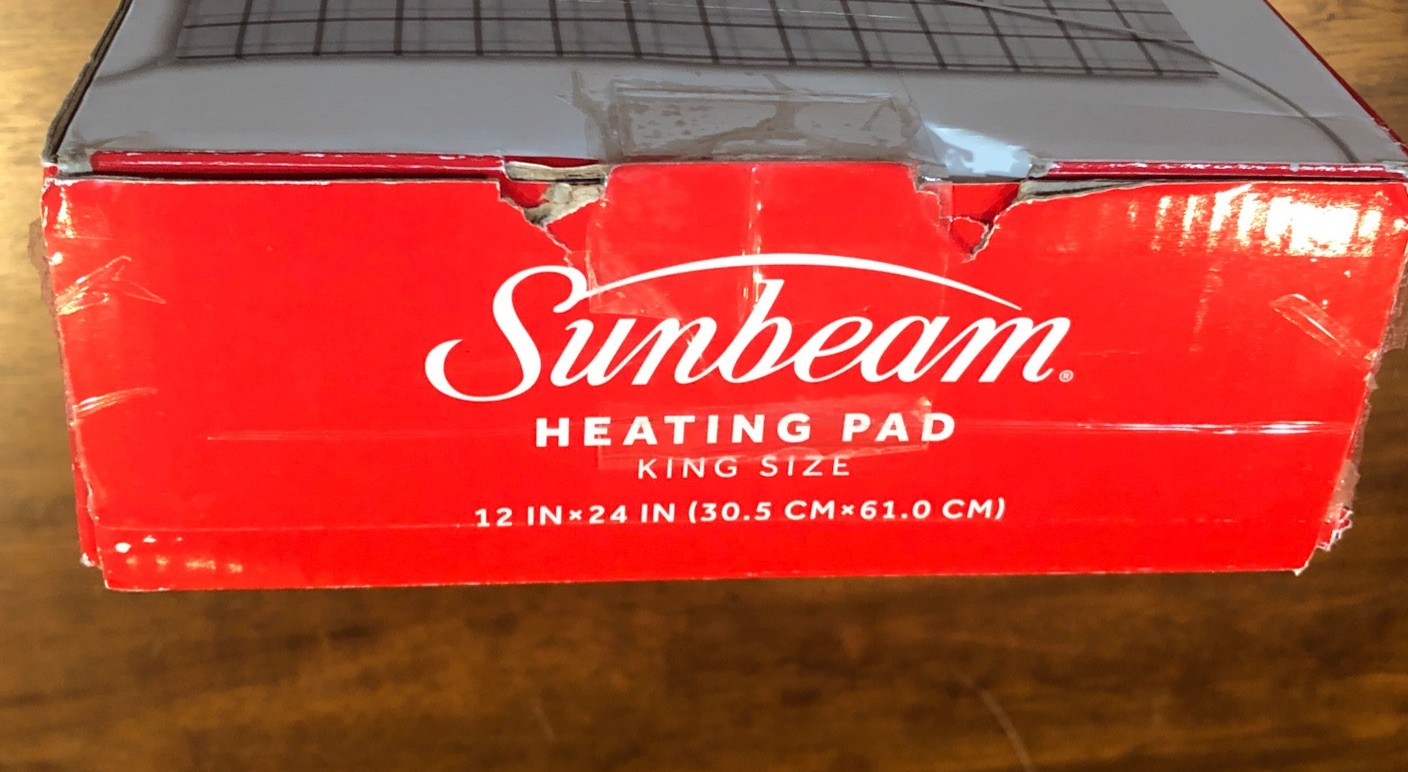 Sunbeam®
HEATING PAD
KING SIZE
12 IN×24 IN (30.5 CM×61.0 CM)